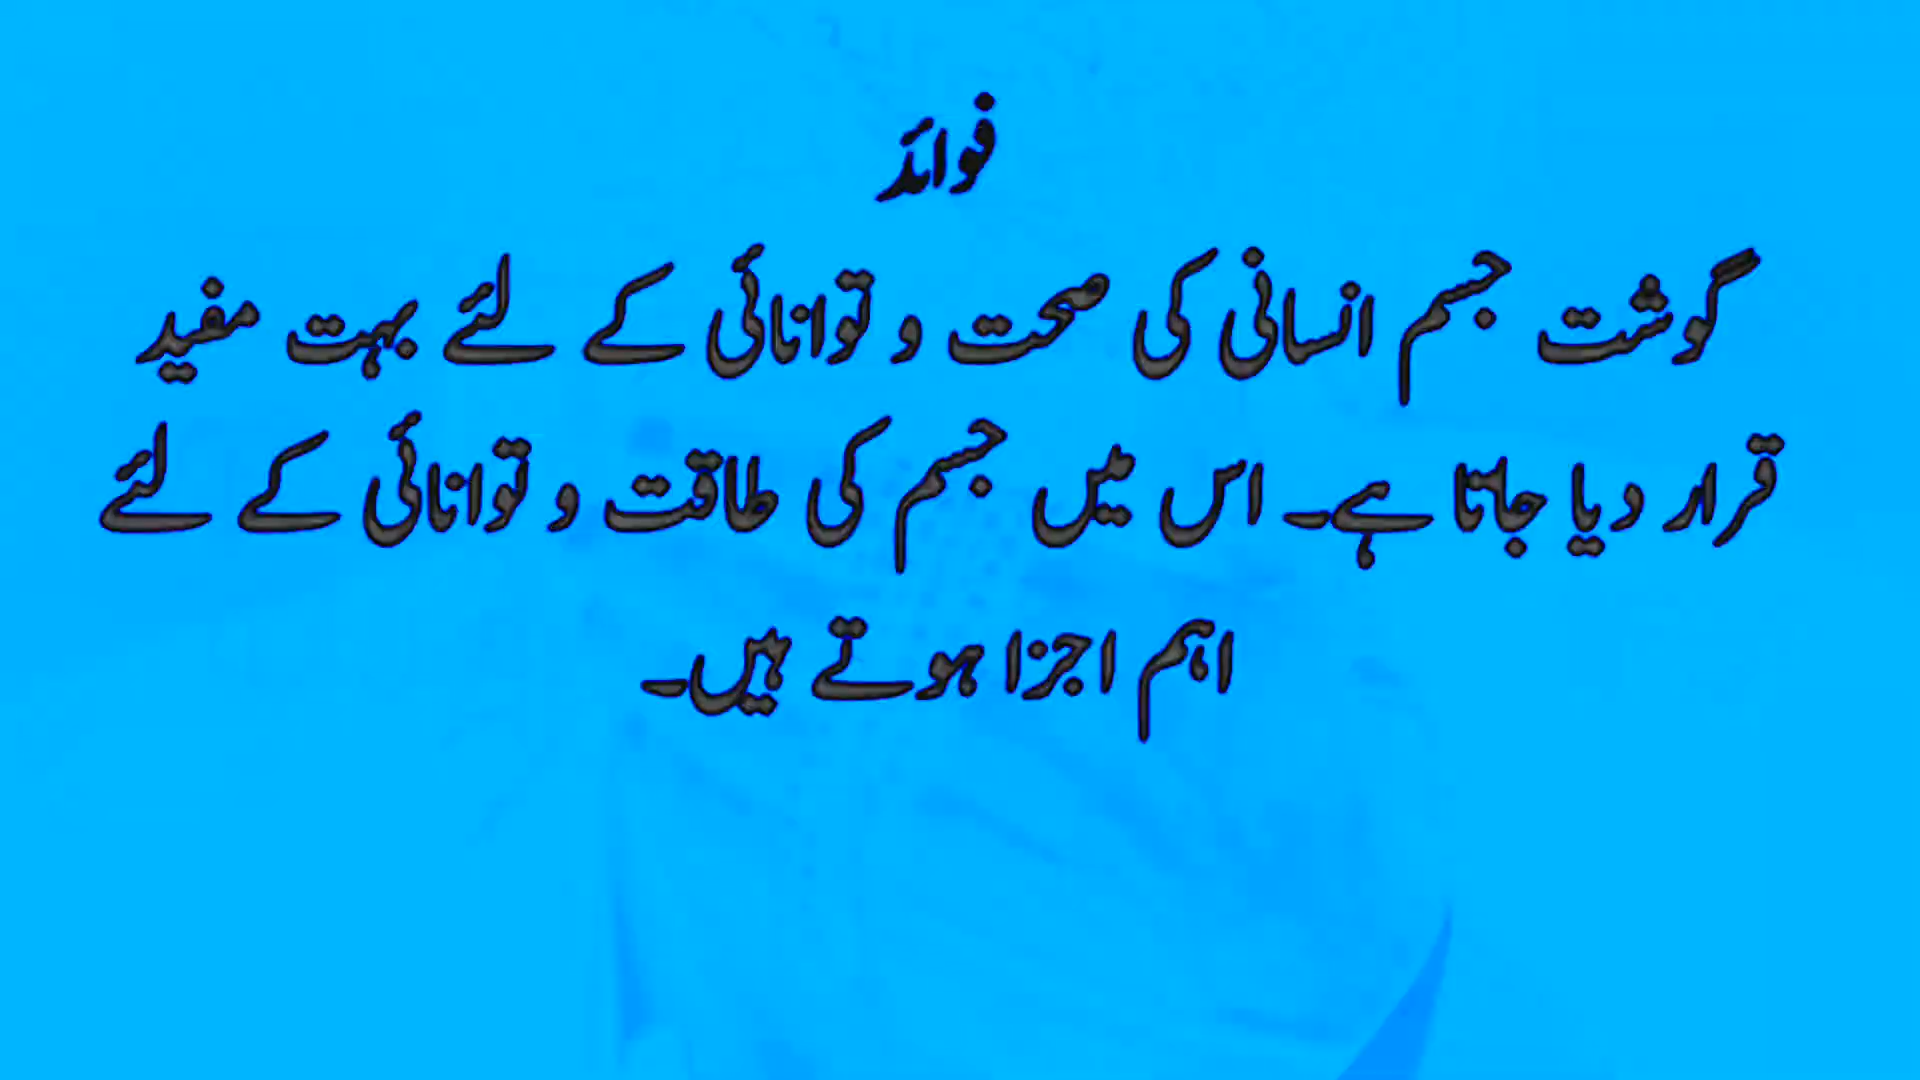 فوائد
گوشت جسم انسانی کی صحت و توانائی کے لئے بہت مفید
قرار دیا جاتا ہے۔ اس میں جسم کی طاقت و توانائی کے لئے
اہم اجزا ہوتے ہیں۔